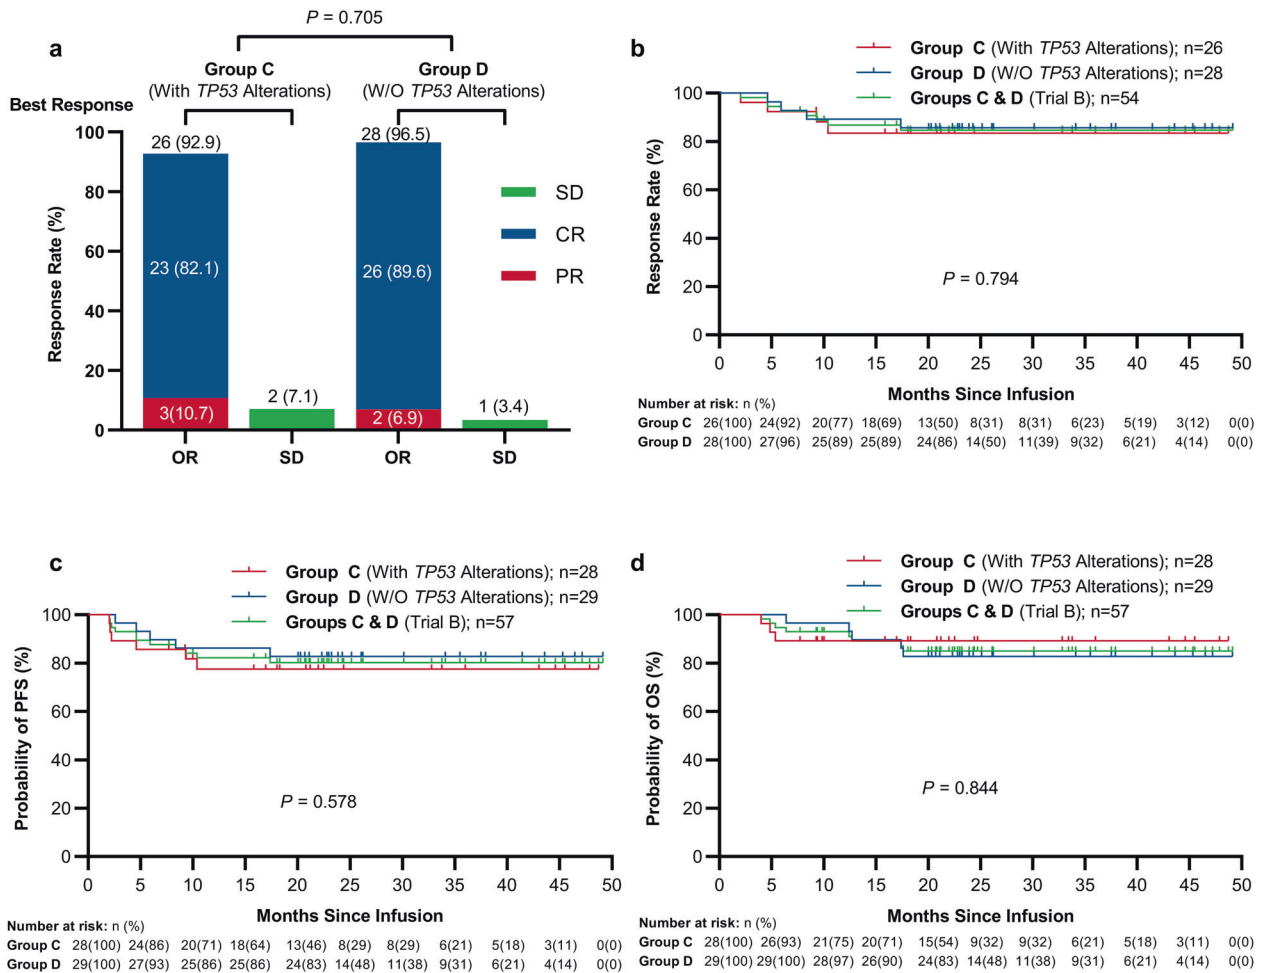 P = 0.705
a
Group C
(With TP53 Alterations)
Group D
(W/O TP53 Alterations)
Best Response
Response Rate (%)
100
80
60
40
20
0
26 (92.9)
23 (82.1)
3(10.7)
2 (7.1)
28 (96.5)
26 (89.6)
2 (6.9)
1 (3.4)
OR SD OR SD
SD
CR
PR
b
Group C (With TP53 Alterations); n=26
Group D (W/O TP53 Alterations); n=28
Groups C & D (Trial B); n=54
Response Rate (%)
100
80
60
40
20
0
P = 0.794
0 5 10 15 20 25 30 35 40 45 50
Months Since Infusion
Number at risk: n (%)
Group C 26(100) 24(92) 20(77) 18(69) 13(50) 8(31) 8(31) 6(23) 5(19) 3(12) 0(0)
Group D 28(100) 27(96) 25(89) 25(89) 24(86) 14(50) 11(39) 9(32) 6(21) 4(14) 0(0)
c
Group C (With TP53 Alterations); n=28
Group D (W/O TP53 Alterations); n=29
Groups C & D (Trial B); n=57
Probability of PFS (%)
100
80
60
40
20
0
P = 0.578
0 5 10 15 20 25 30 35 40 45 50
Months Since Infusion
Number at risk: n (%)
Group C 28(100) 24(86) 20(71) 18(64) 13(46) 8(29) 8(29) 6(21) 5(18) 3(11) 0(0)
Group D 29(100) 27(93) 25(86) 25(86) 24(83) 14(48) 11(38) 9(31) 6(21) 4(14) 0(0)
d
Group C (With TP53 Alterations); n=28
Group D (W/O TP53 Alterations); n=29
Groups C & D (Trial B); n=57
Probability of OS (%)
100
80
60
40
20
0
P = 0.844
0 5 10 15 20 25 30 35 40 45 50
Months Since Infusion
Number at risk: n (%)
Group C 28(100) 26(93) 21(75) 20(71) 15(54) 9(32) 9(32) 6(21) 5(18) 3(11) 0(0)
Group D 29(100) 29(100) 28(97) 26(90) 24(83) 14(48) 11(38) 9(31) 6(21) 4(14) 0(0)